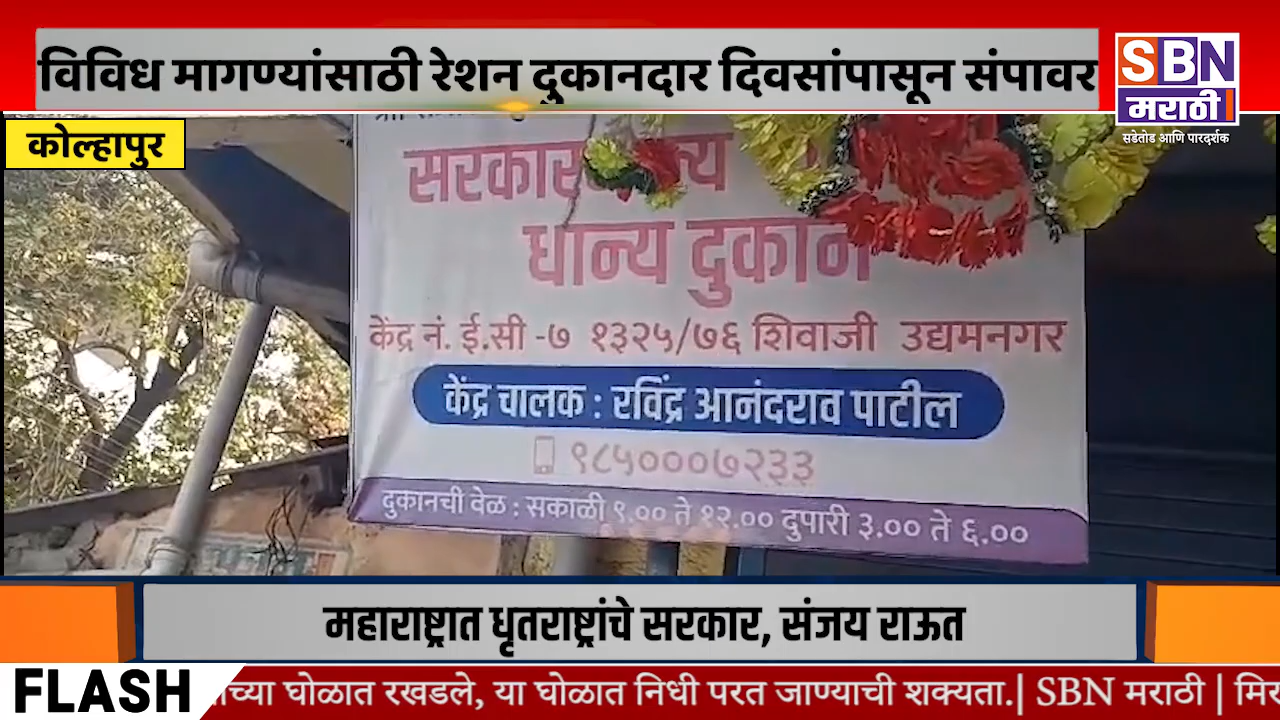 विविध मागण्यांसाठी रेशन दुकानदार दिवसांपासून संपावर
SBN
मराठी
सडेतोड आणि पारदर्शक
कोल्हापूर
धान्य दुकान
केंद्र नं. ई.सी -७ १३२५/७६ शिवाजी उद्यमनगर
केंद्र चालक : रविंद्र आनंदराव पाटील
९८५०००७२३३
दुकानची वेळ : सकाळी ९.०० ते १२.०० दुपारी ३.०० ते ६.००
महाराष्ट्रात धृतराष्ट्रांचे सरकार, संजय राऊत
FLASH
च्या घोळात रखडले, या घोळात निधी परत जाण्याची शक्यता.| SBN मराठी | मिर